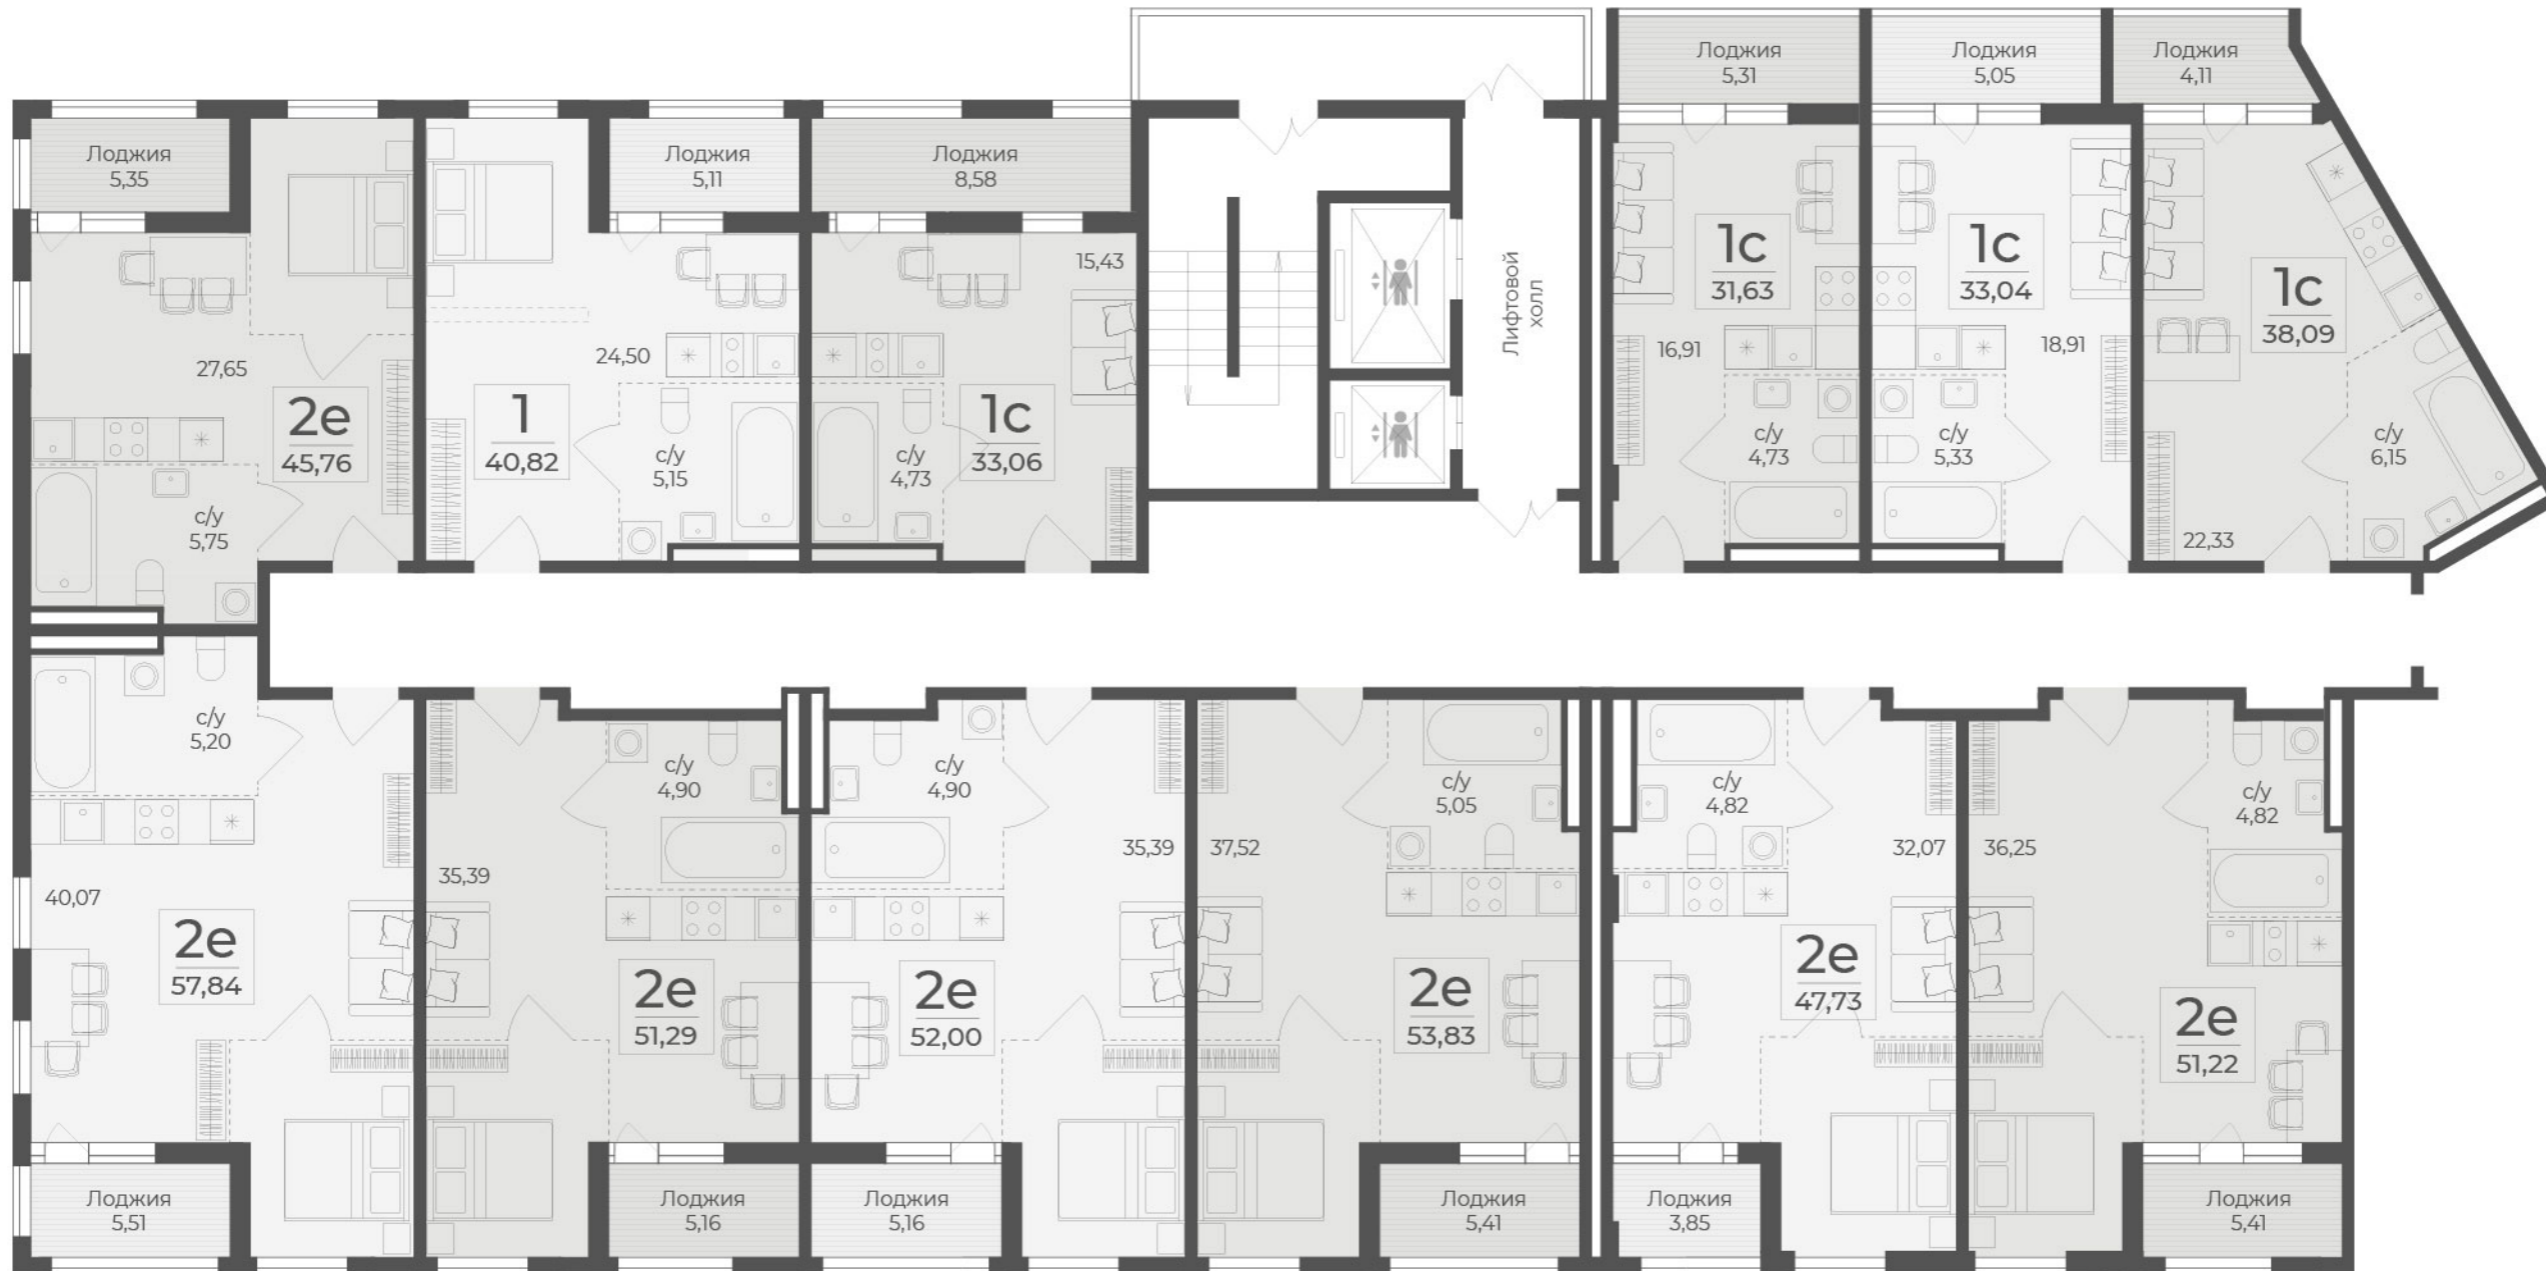 Лоджия
5,35
Лоджия
5,11
Лоджия
8,58
Лоджия
5,31
Лоджия
5,05
Лоджия
4,11
27,65
2е
45,76
с/у
5,75
24,50
1
40,82
с/у
5,15
15,43
1с
33,06
с/у
4,73
Лифтовой
холл
1с
31,63
16,91
с/у
4,73
1с
33,04
18,91
с/у
5,33
1с
38,09
с/у
6,15
22,33
с/у
5,20
40,07
2е
57,84
Лоджия
5,51
с/у
4,90
35,39
2е
51,29
Лоджия
5,16
с/у
4,90
35,39
2е
52,00
Лоджия
5,16
с/у
5,05
37,52
2е
53,83
Лоджия
5,41
с/у
4,82
32,07
2е
47,73
Лоджия
3,85
с/у
4,82
36,25
2е
51,22
Лоджия
5,41